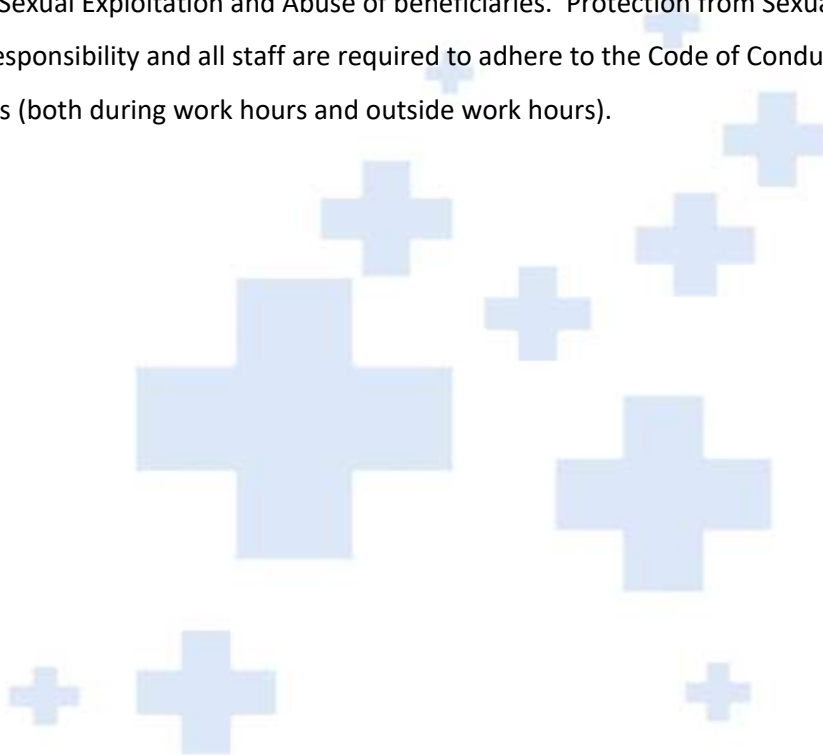 Sexual Exploitation and Abuse of beneficiaries. Protection from Sexua
esponsibility and all staff are required to adhere to the Code of Condu
s (both during work hours and outside work hours).